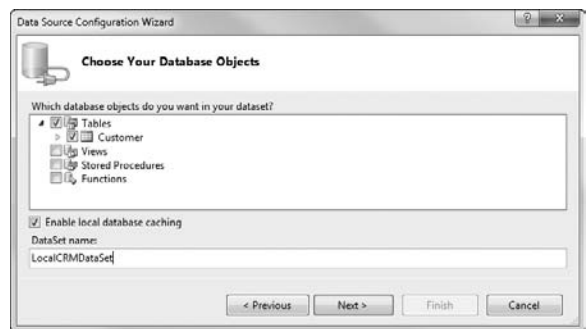 Data Source Configuration Wizard
Choose Your Database Objects
Which database objects do you want in your dataset?
Tables
Customer
Views
Stored Procedures
Functions
Enable local database caching
DataSet name:
LocalCRMDataSet
< Previous Next > Finish Cancel